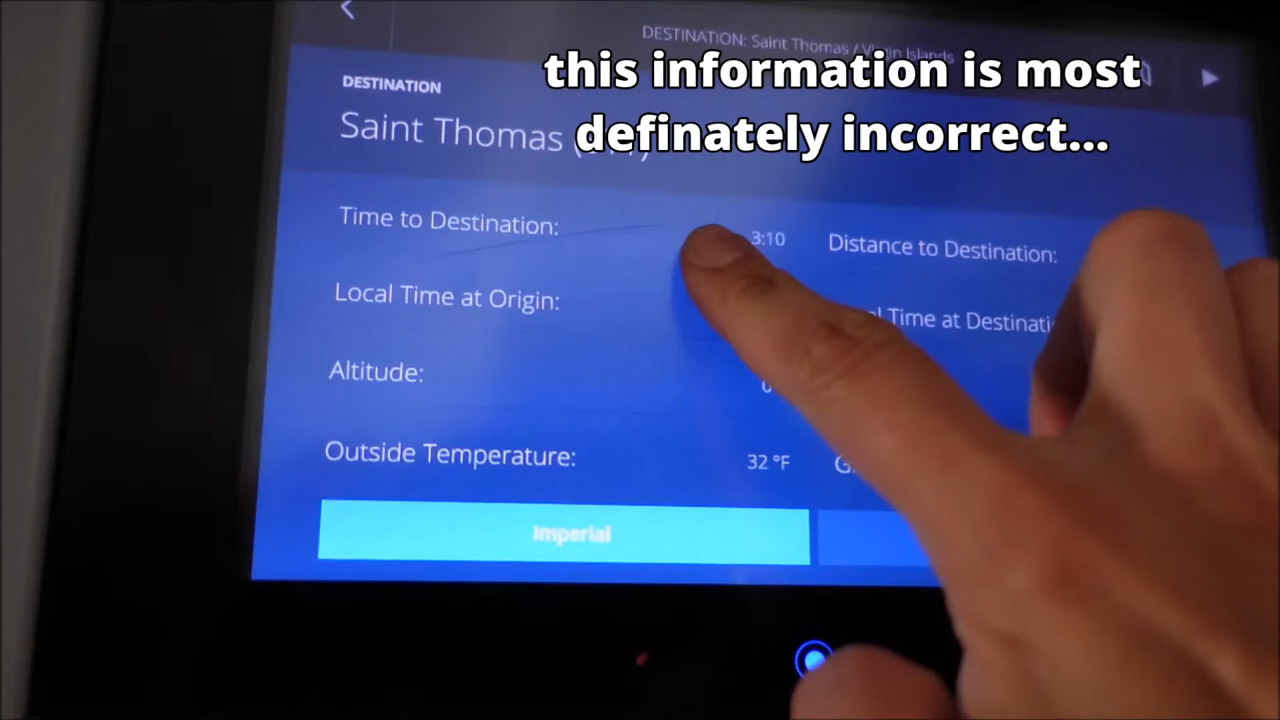 DESTINATION: Saint Thomas / Virgin Islands
this information is most
definately incorrect...
DESTINATION
Saint Thomas
Time to Destination: 3:10 Distance to Destination:
Local Time at Origin: Time at
Altitude:
Outside Temperature: 32 °F
Imperial